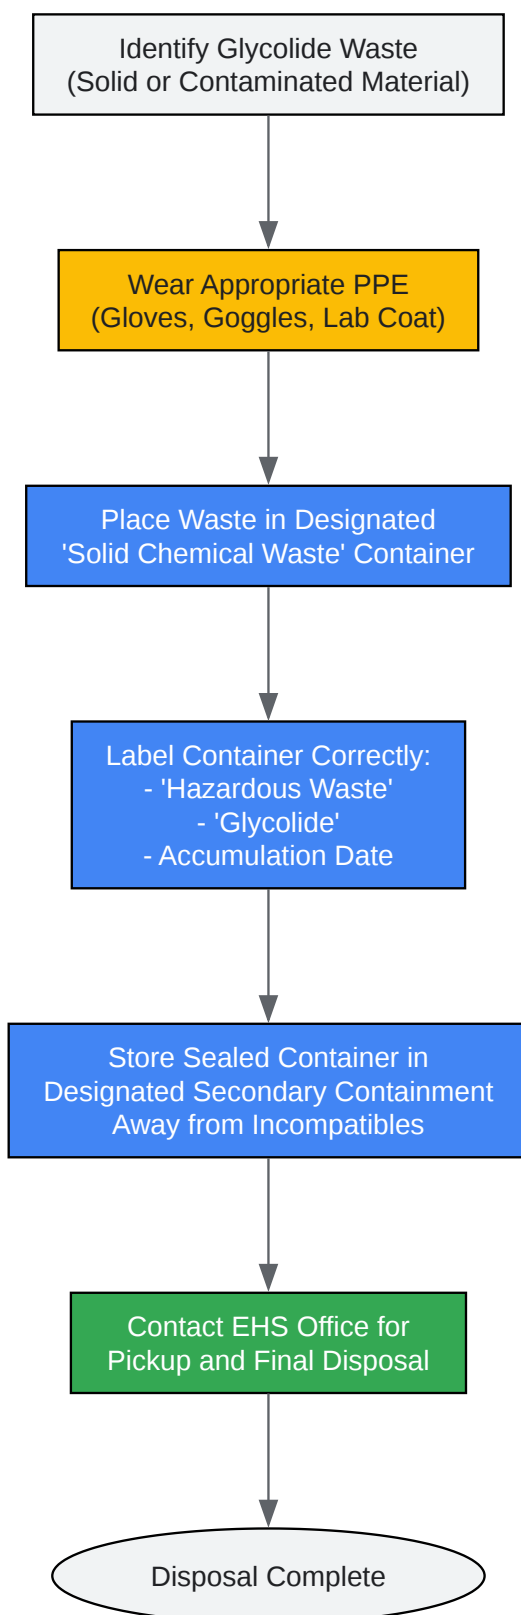 Identify Glycolide Waste
(Solid or Contaminated Material)
Wear Appropriate PPE
(Gloves, Goggles, Lab Coat)
Place Waste in Designated
'Solid Chemical Waste' Container
Label Container Correctly:
- 'Hazardous Waste'
- 'Glycolide'
- Accumulation Date
Store Sealed Container in
Designated Secondary Containment
Away from Incompatibles
Contact EHS Office for
Pickup and Final Disposal
Disposal Complete